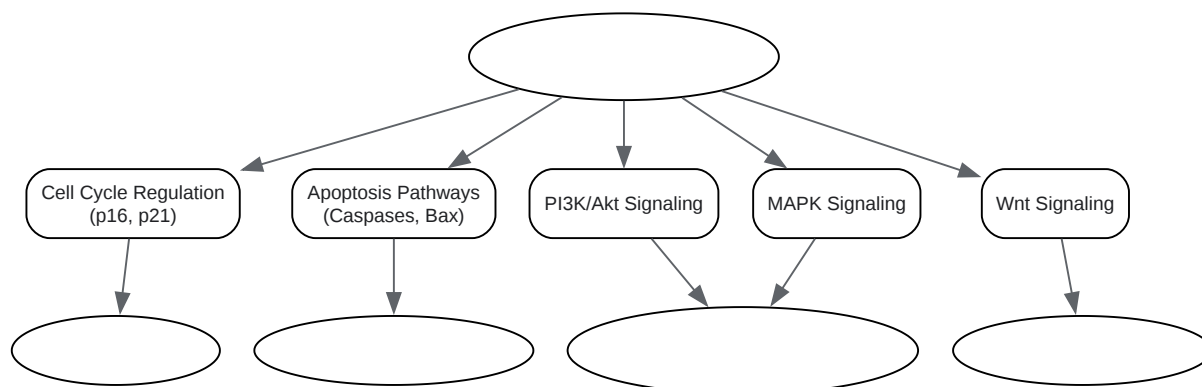 Cell Cycle Regulation
(p16, p21)
Apoptosis Pathways
(Caspases, Bax)
PI3K/Akt Signaling
MAPK Signaling
Wnt Signaling